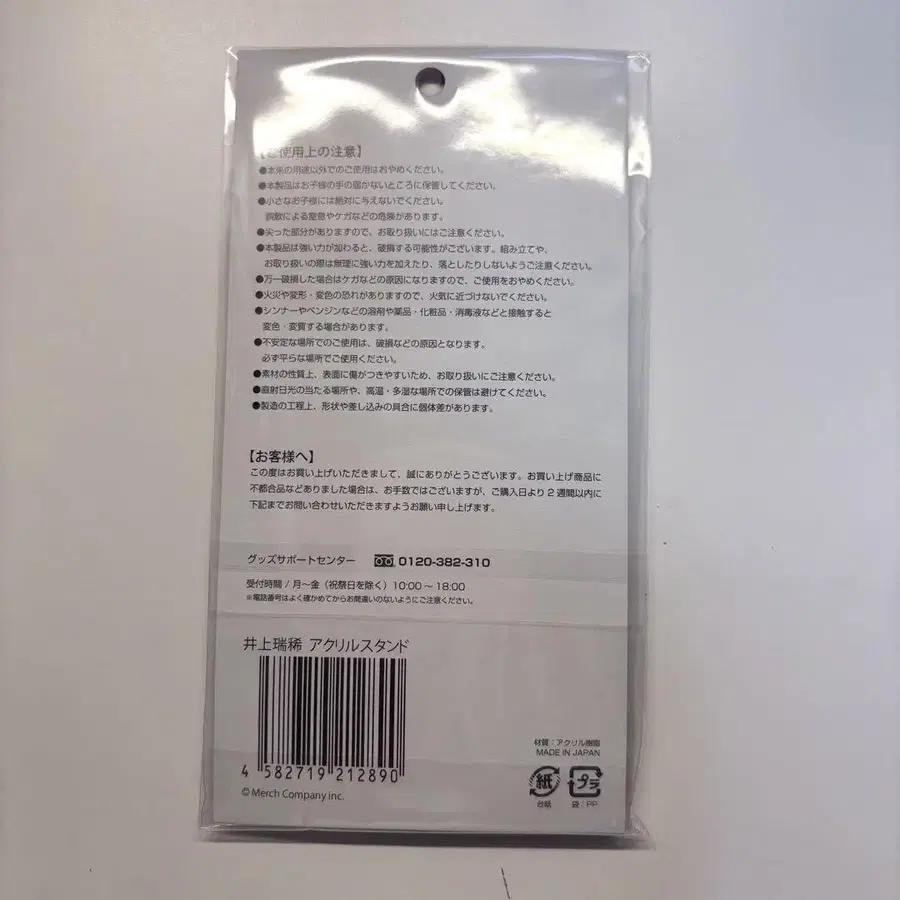 【ご使用上の注意】
●本来の用途以外でのご使用はおやめください。
●本製品はお子様の手の届かないところに保管してください。
●小さなお子様には絶対に与えないでください。
誤飲による窒息やケガなどの危険があります。
●尖った部分がありますので、お取り扱いにはご注意ください。
●本製品は強い力が加わると、破損する可能性がございます。組み立てや、
お取り扱いの際は無理に強い力を加えたり、落としたりしないようご注意ください。
●万一破損した場合はケガなどの原因になりますので、ご使用をおやめください。
●火災や変形・変色の恐れがありますので、火気に近づけないでください。
●シンナーやベンジンなどの溶剤や薬品・化粧品・消毒液などと接触すると
変色・変質する場合があります。
●不安定な場所でのご使用は、破損などの原因となります。
必ず平らな場所でご使用ください。
●素材の性質上、表面に傷がつきやすいため、お取り扱いにご注意ください。
●直射日光の当たる場所や、高温・多湿な場所での保管は避けてください。
●製造の工程上、形状や差し込みの具合に個体差があります。
【お客様へ】
この度はお買い上げいただきまして、誠にありがとうございます。お買い上げ商品に
不都合品などありました場合は、お手数ではございますが、ご購入日より2週間以内に
下記までお問い合わせいただきますようお願い申し上げます。
グッズサポートセンター 0120-382-310
受付時間/月〜金（祝祭日を除く）10:00〜18:00
※電話番号はよく確かめてからお間違いのないようにご注意ください。
井上瑞稀 アクリルスタンド
4 582719 212890
© Merch Company inc.
材質：アクリル樹脂
MADE IN JAPAN
紙 プラ
台紙 袋：PP